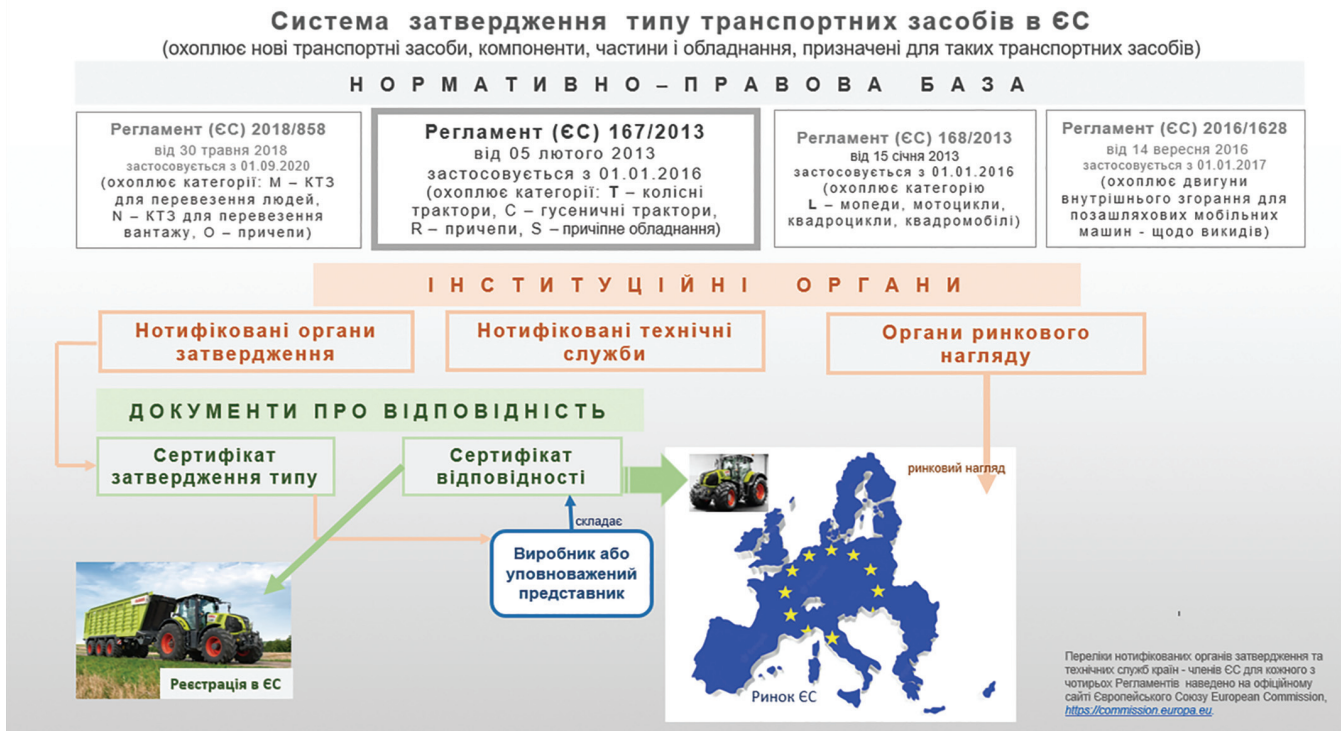 Система затвердження типу транспортних засобів в ЄС
(охоплює нові транспортні засоби, компоненти, частини і обладнання, призначені для таких транспортних засобів)
НОРМАТИВНО – ПРАВОВА БАЗА
Регламент (ЄС) 2018/858
від 30 травня 2018
застосовується з 01.09.2020
(охоплює категорії: М – КТЗ
для перевезення людей,
N – КТЗ для перевезення
вантажу, О – причепи)
Регламент (ЄС) 167/2013
від 05 лютого 2013
застосовується з 01.01.2016
(охоплює категорії: Т – колісні
трактори, С – гусеничні трактори,
R – причепи, S – причіпне обладнання)
Регламент (ЄС) 168/2013
від 15 січня 2013
застосовується з 01.01.2016
(охоплює категорію
L – мопеди, мотоцикли,
квадроцикли, квадромобілі)
Регламент (ЄС) 2016/1628
від 14 вересня 2016
застосовується з 01.01.2017
(охоплює двигуни
внутрішнього згорання для
позашляхових мобільних
машин - щодо викидів)
ІНСТИТУЦІЙНІ ОРГАНИ
Нотифіковані органи
затвердження
Нотифіковані технічні
служби
Органи ринкового
нагляду
ДОКУМЕНТИ ПРО ВІДПОВІДНІСТЬ
Сертифікат
затвердження типу
Сертифікат
відповідності
ринковий нагляд
складає
Виробник або
уповноважений
представник
Реєстрація в ЄС
Ринок ЄС
Переліки нотифікованих органів затвердження та
технічних служб країн - членів ЄС для кожного з
чотирьох Регламентів наведено на офіційному
сайті Європейського Союзу European Commission,
https://commission.europa.eu.